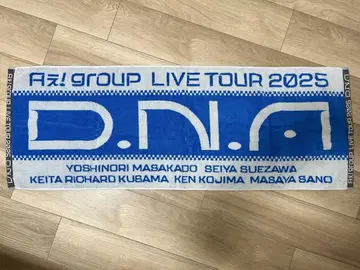 Aぇ! group LIVE TOUR 2025
D.N.A
YOSHINORI MASAKADO SEIYA SUEZAWA
KEITA RICHARD KUSAMA KEN KOJIMA MASAYA SANO